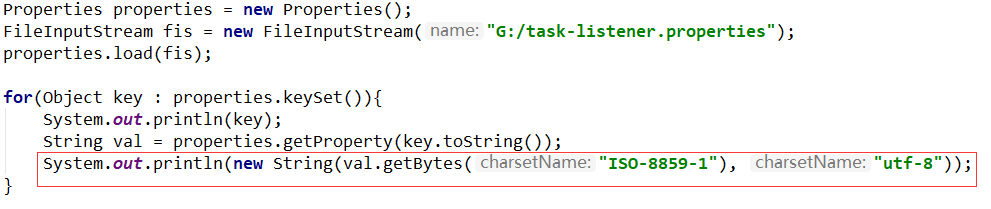 Properties properties = new Properties();
FileInputStream fis = new FileInputStream( name: "G:/task-listener.properties");
properties.load(fis);
for(Object key : properties.keySet()){
System.out.println(key);
String val = properties.getProperty(key.toString());
System.out.println(new String(val.getBytes( charsetName: "ISO-8859-1"), charsetName: "utf-8"));
}